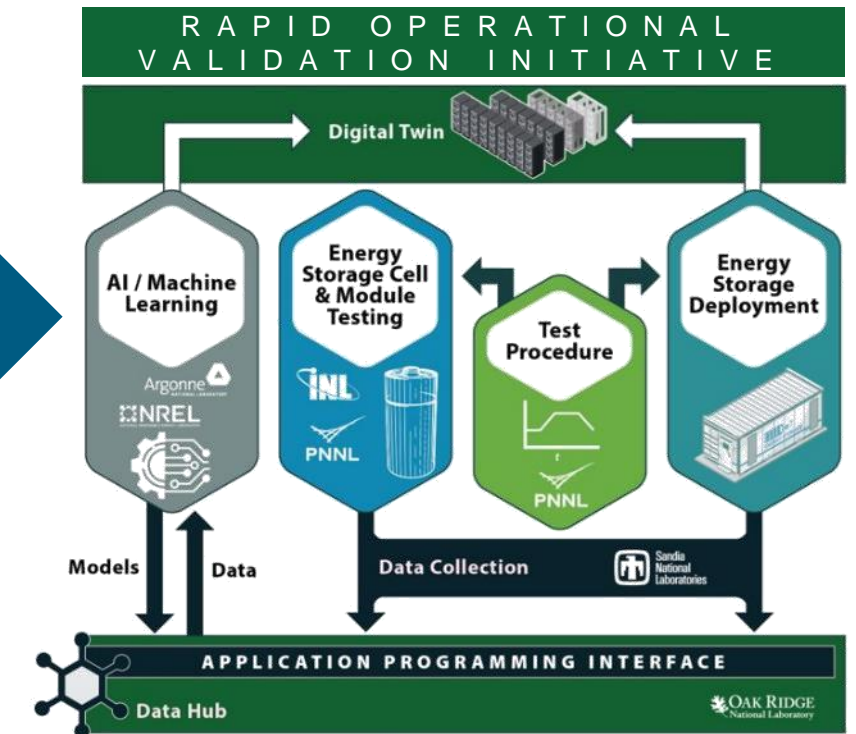 RAPID OPERATIONAL
VALIDATION INITIATIVE
Digital Twin
AI / Machine
Learning
Argonne
NATIONAL LABORATORY
NREL
Energy
Storage Cell
& Module
Testing
INL
PNNL
Test
Procedure
t
PNNL
Energy
Storage
Deployment
Models
Data
Data Collection
Sandia
National
Laboratories
APPLICATION PROGRAMMING INTERFACE
Data Hub
OAK RIDGE
National Laboratory